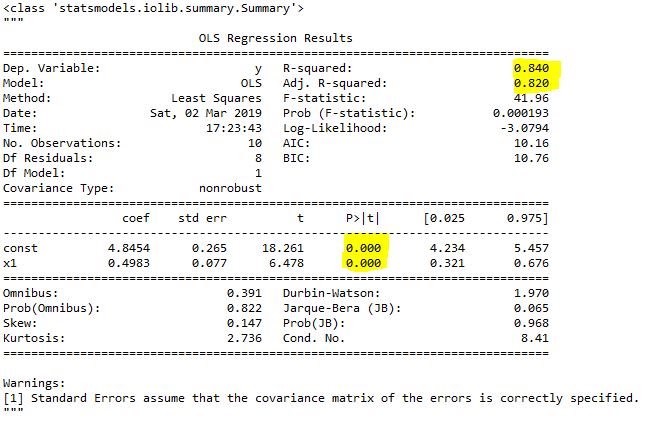 <class 'statsmodels.iolib.summary.Summary'>
"""
OLS Regression Results
==============================================================================
Dep. Variable: y R-squared: 0.840
Model: OLS Adj. R-squared: 0.820
Method: Least Squares F-statistic: 41.96
Date: Sat, 02 Mar 2019 Prob (F-statistic): 0.000193
Time: 17:23:43 Log-Likelihood: -3.0794
No. Observations: 10 AIC: 10.16
Df Residuals: 8 BIC: 10.76
Df Model: 1
Covariance Type: nonrobust
==============================================================================
coef std err t P>|t| [0.025 0.975]
------------------------------------------------------------------------------
const 4.8454 0.265 18.261 0.000 4.234 5.457
x1 0.4983 0.077 6.478 0.000 0.321 0.676
==============================================================================
Omnibus: 0.391 Durbin-Watson: 1.970
Prob(Omnibus): 0.822 Jarque-Bera (JB): 0.065
Skew: 0.147 Prob(JB): 0.968
Kurtosis: 2.736 Cond. No. 8.41
==============================================================================
Warnings:
[1] Standard Errors assume that the covariance matrix of the errors is correctly specified.
"""